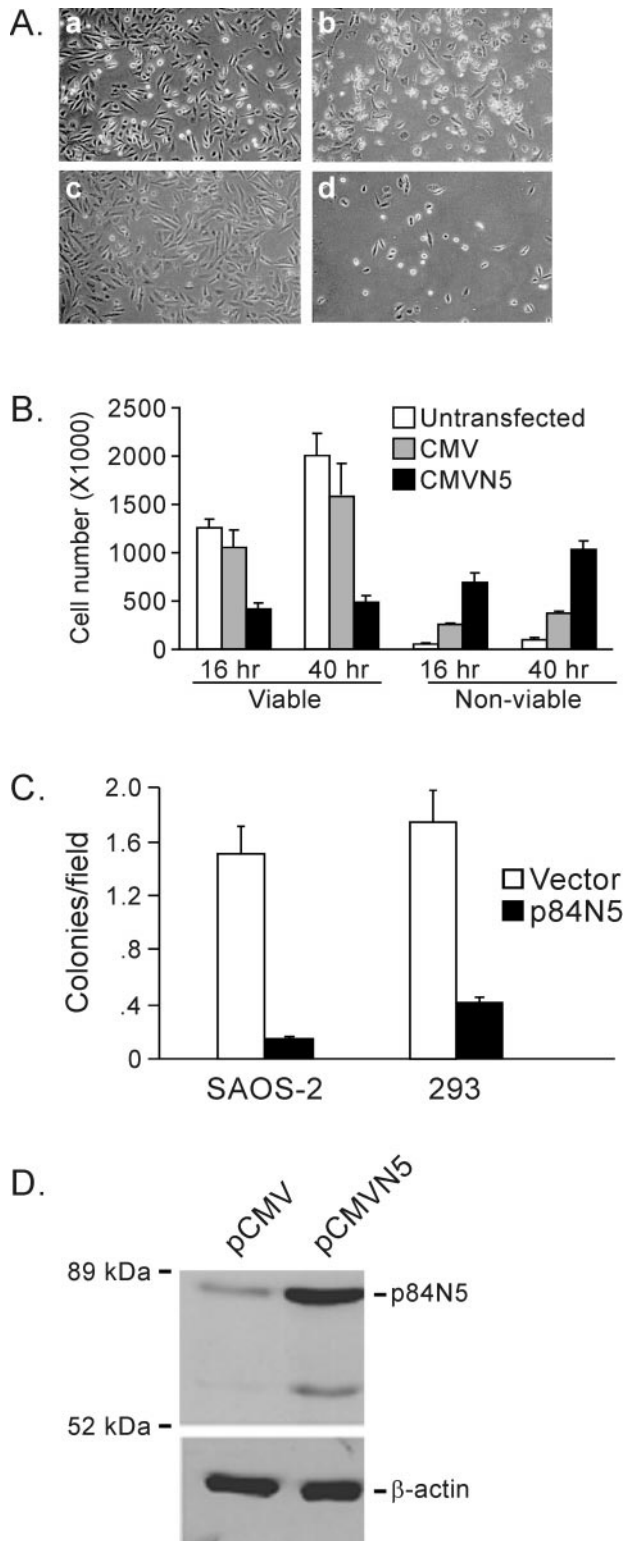 A.
a
b
c
d
B.
Cell number (X1000)
2500
2000
1500
1000
500
0
Untransfected
CMV
CMVN5
16 hr 40 hr 16 hr 40 hr
Viable Non-viable
C.
Colonies/field
2.0
1.6
1.2
.8
.4
0
Vector
p84N5
SAOS-2 293
D.
pCMV pCMVN5
89 kDa
p84N5
52 kDa
β-actin